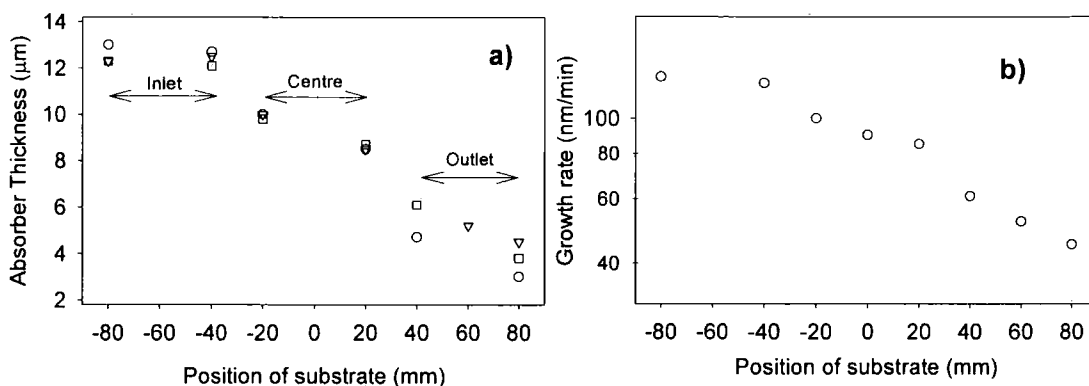 a)
Absorber Thickness (μm)
14
12
10
8
6
4
2
Inlet
Centre
Outlet
-80 -60 -40 -20 0 20 40 60 80
Position of substrate (mm)
b)
Growth rate (nm/min)
100
80
60
40
-80 -60 -40 -20 0 20 40 60 80
Position of substrate (mm)